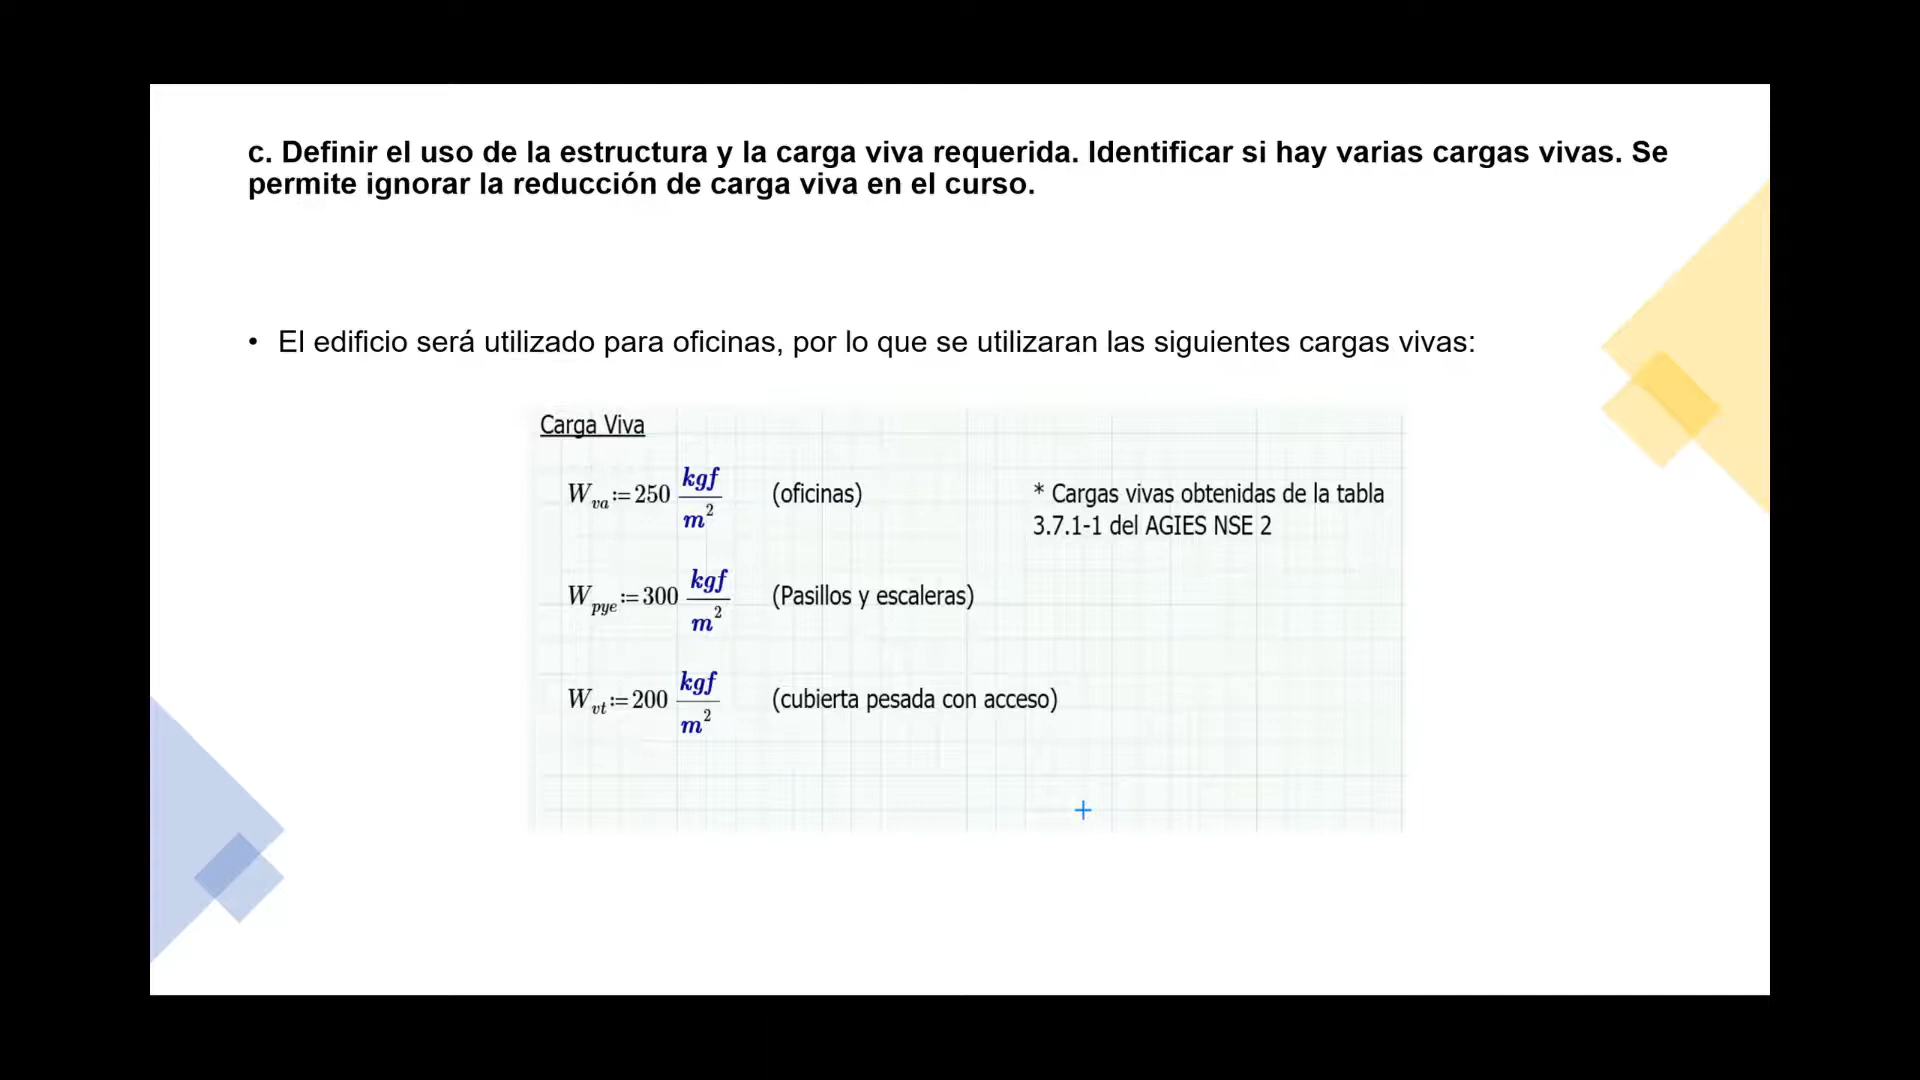 c. Definir el uso de la estructura y la carga viva requerida. Identificar si hay varias cargas vivas. Se
permite ignorar la reducción de carga viva en el curso.
• El edificio será utilizado para oficinas, por lo que se utilizaran las siguientes cargas vivas:
Carga Viva
W_va:=250 kgf/m² (oficinas)
* Cargas vivas obtenidas de la tabla
3.7.1-1 del AGIES NSE 2
W_pye:=300 kgf/m² (Pasillos y escaleras)
W_vt:=200 kgf/m² (cubierta pesada con acceso)